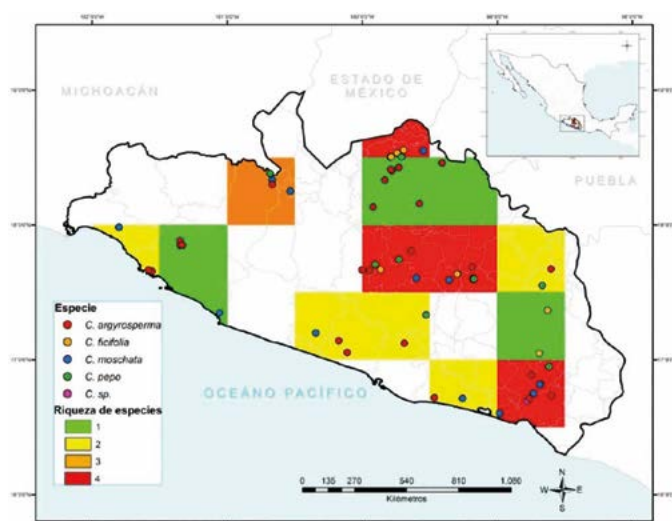 MICHOACÁN
ESTADO DE
MÉXICO
PUEBLA
OCEÁNO PACÍFICO
Especie
C. argyrosperma
C. ficifolia
C. moschata
C. pepo
C. sp.
Riqueza de especies
1
2
3
4
0 135 270 540 810 1,080
Kilómetros
N
W E
S